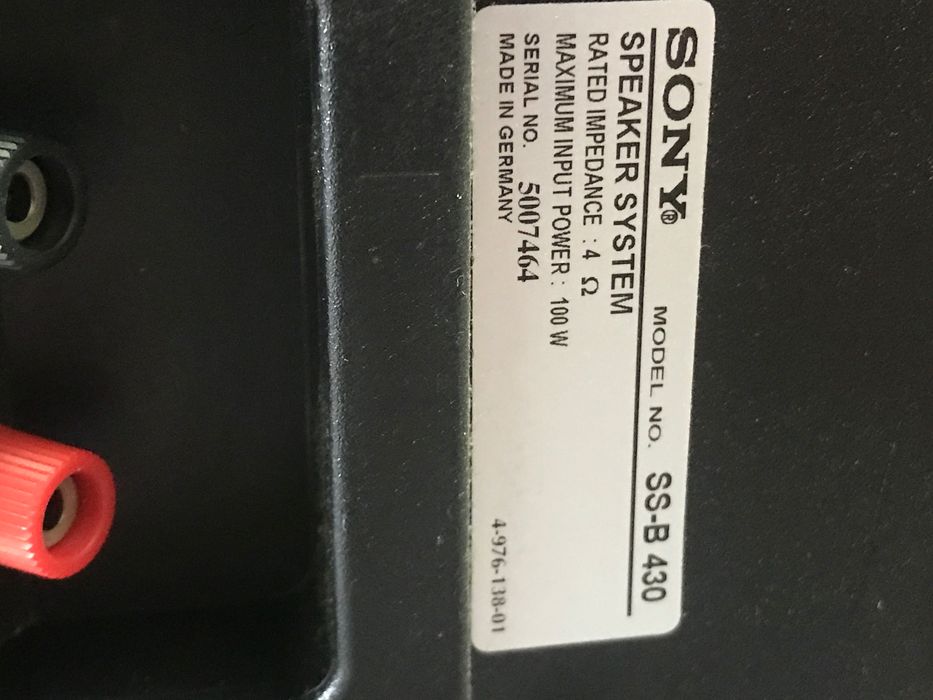 SONY® MODEL NO. SS-B 430
SPEAKER SYSTEM
RATED IMPEDANCE : 4 Ω
MAXIMUM INPUT POWER : 100 W
SERIAL NO. 5007464
MADE IN GERMANY 4-976-138-01